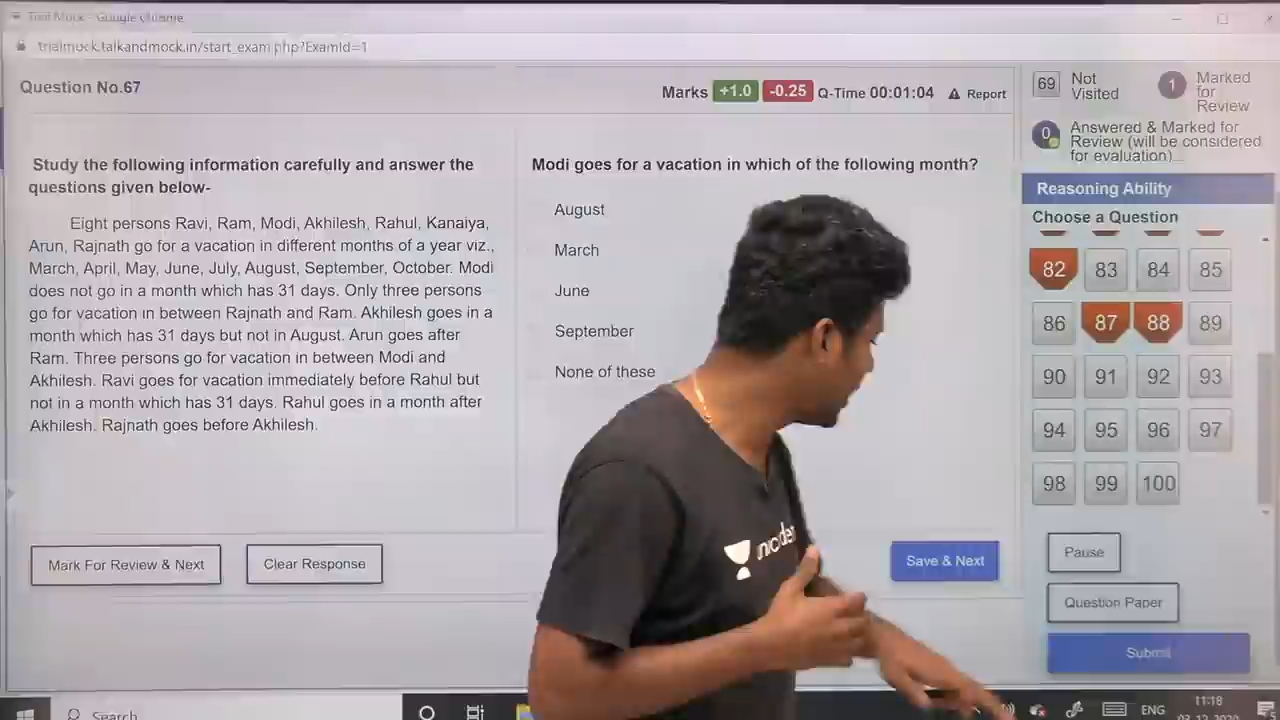 Trial Mock - Google Chrome
trialmock.talkandmock.in/start_exam.php?ExamId=1
Question No.67
Marks +1.0 -0.25 Q-Time 00:01:04 Report
69 Not Visited 1 Marked for Review
0 Answered & Marked for Review (will be considered for evaluation)...
Study the following information carefully and answer the
questions given below-
Eight persons Ravi, Ram, Modi, Akhilesh, Rahul, Kanaiya,
Arun, Rajnath go for a vacation in different months of a year viz.,
March, April, May, June, July, August, September, October. Modi
does not go in a month which has 31 days. Only three persons
go for vacation in between Rajnath and Ram. Akhilesh goes in a
month which has 31 days but not in August. Arun goes after
Ram. Three persons go for vacation in between Modi and
Akhilesh. Ravi goes for vacation immediately before Rahul but
not in a month which has 31 days. Rahul goes in a month after
Akhilesh. Rajnath goes before Akhilesh.
Modi goes for a vacation in which of the following month?
August
March
June
September
None of these
Reasoning Ability
Choose a Question
82 83 84 85
86 87 88 89
90 91 92 93
94 95 96 97
98 99 100
Mark For Review & Next
Clear Response
Save & Next
Pause
Question Paper
Submit
Search
ENG
11:18